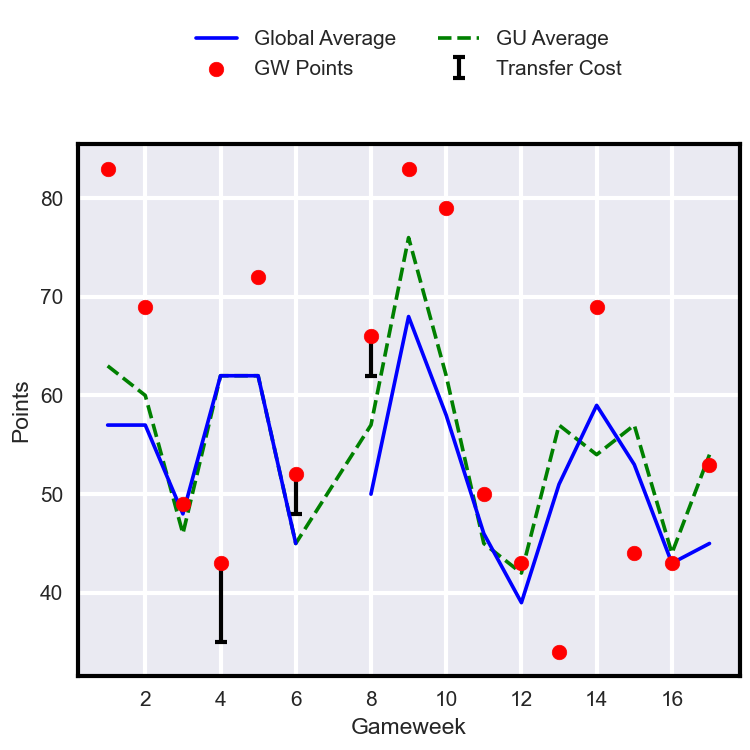 Global Average GU Average
GW Points Transfer Cost
80
70
60
50
40
Points
2 4 6 8 10 12 14 16
Gameweek